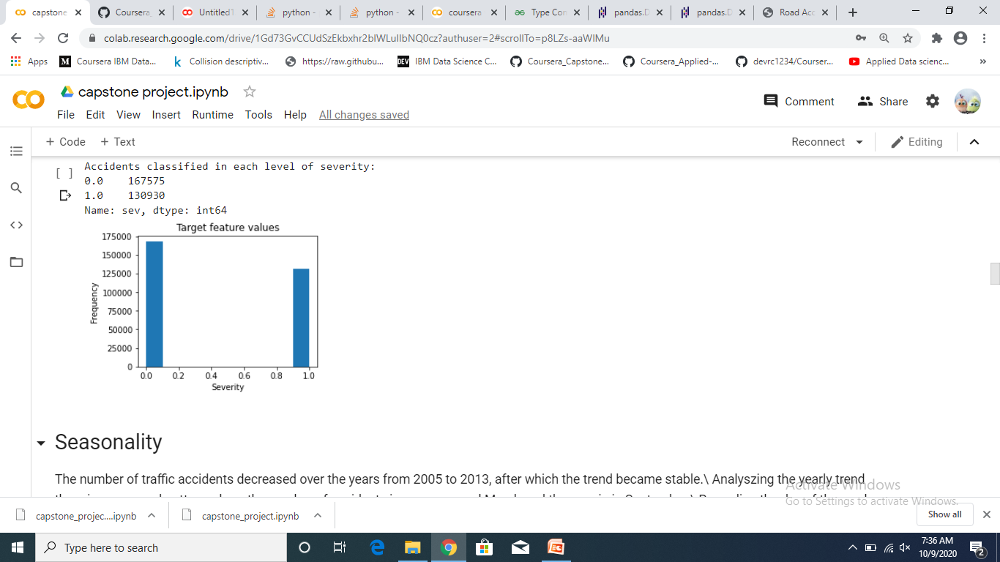 capstone
Coursera_
Untitled1
python -
python -
coursera
Type Con
pandas.D
pandas.D
Road Acc
colab.research.google.com/drive/1Gd73GvCCUdSzEkbxhr2blWLuIlbNQ0cz?authuser=2#scrollTo=p8LZs-aaWIMu
Apps
M Coursera IBM Data...
k Collision descriptiv...
https://raw.githubu...
DEV IBM Data Science C...
Coursera_Capstone...
Coursera_Applied-...
devrc1234/Courser...
Applied Data scienc...
»
CO
capstone project.ipynb
Comment
Share
File Edit View Insert Runtime Tools Help All changes saved
+ Code + Text
Reconnect
Editing
[ ]
Accidents classified in each level of severity:
0.0 167575
1.0 130930
Name: sev, dtype: int64
Target feature values
175000
150000
125000
100000
75000
50000
25000
0
Frequency
0.0 0.2 0.4 0.6 0.8 1.0
Severity
Seasonality
The number of traffic accidents decreased over the years from 2005 to 2013, after which the trend became stable.\ Analyszing the yearly trend
Activate Windows
Go to Settings to activate Windows.
capstone_projec....ipynb
capstone_project.ipynb
Show all
Type here to search
7:36 AM
10/9/2020
2